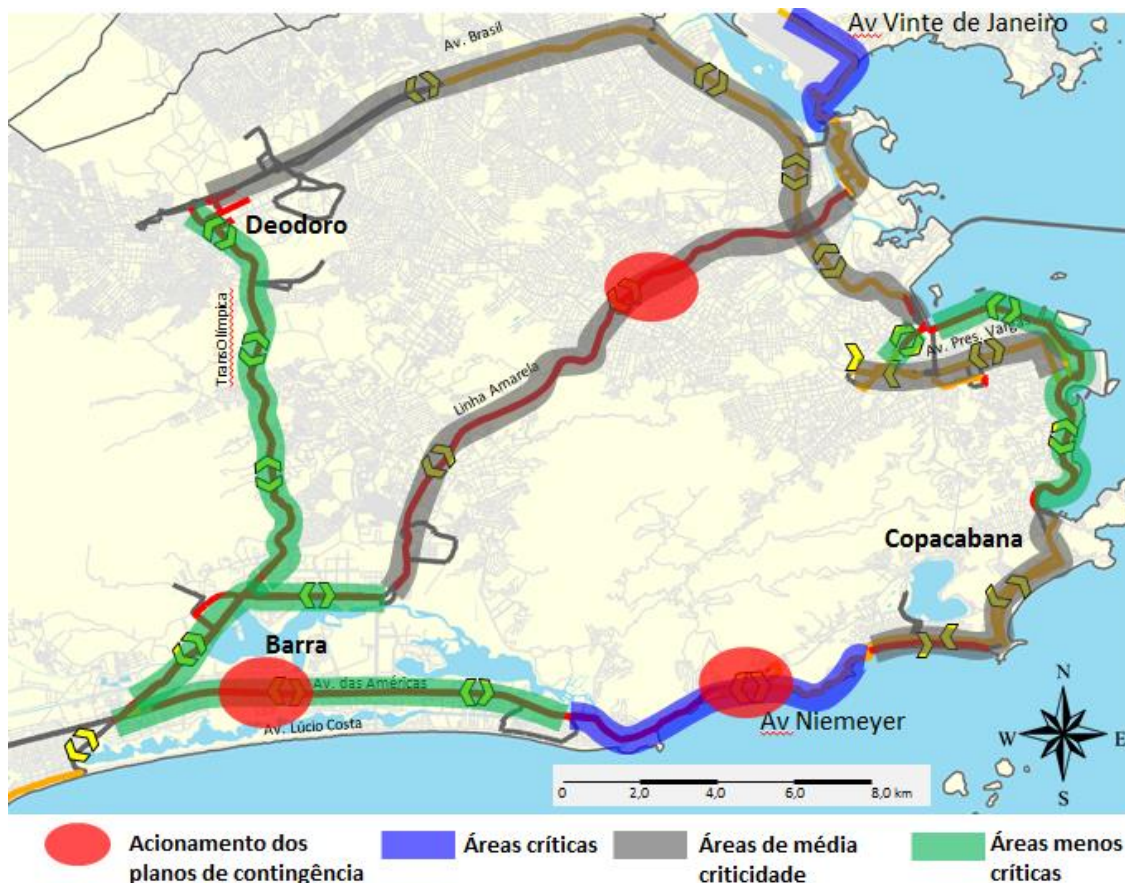 Av Vinte de Janeiro
Av. Brasil
Deodoro
TransOlímpica
Linha Amarela
Av. Pres. Vargas
Copacabana
Barra
Av. das Américas
Av. Lúcio Costa
Av Niemeyer
N
W E
S
0 2,0 4,0 6,0 8,0 km
Acionamento dos
planos de contingência
Áreas críticas
Áreas de média
criticidade
Áreas menos
críticas